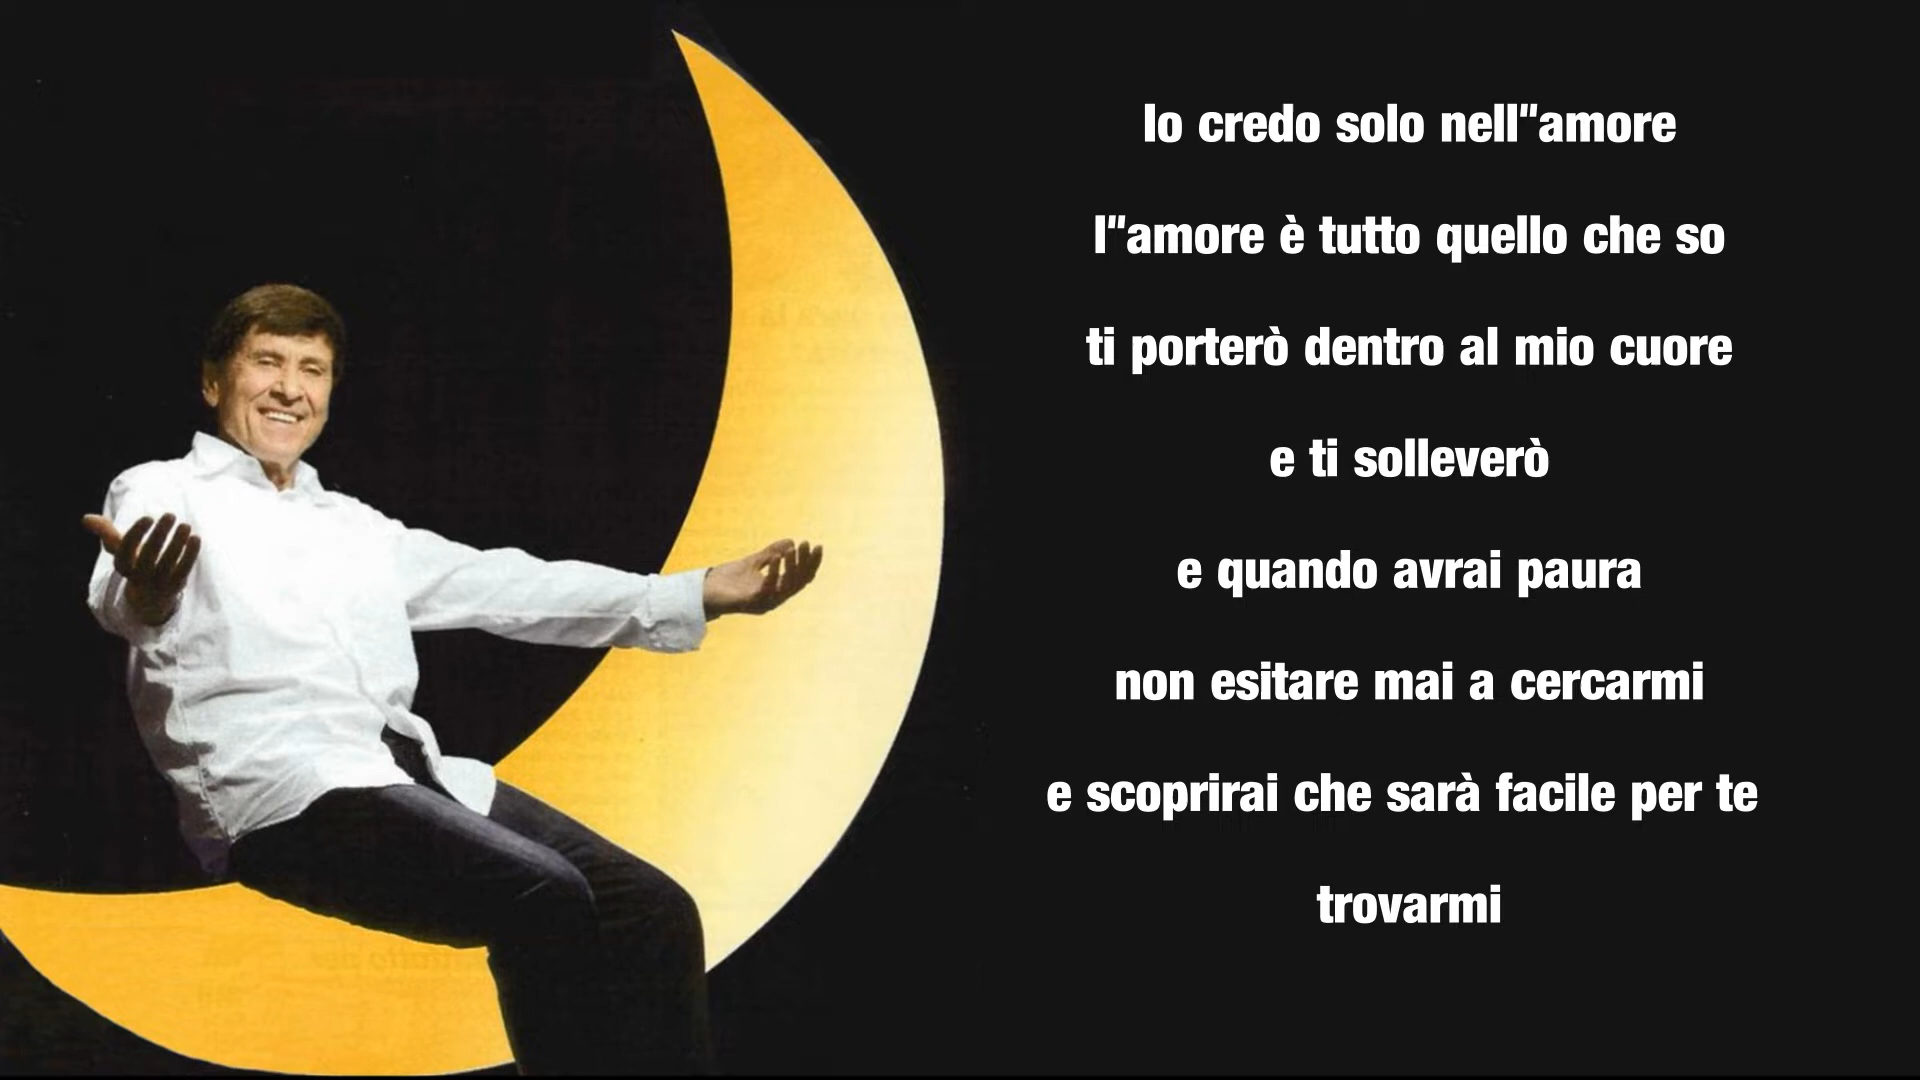 Io credo solo nell"amore
l"amore è tutto quello che so
ti porterò dentro al mio cuore
e ti solleverò
e quando avrai paura
non esitare mai a cercarmi
e scoprirai che sarà facile per te
trovarmi